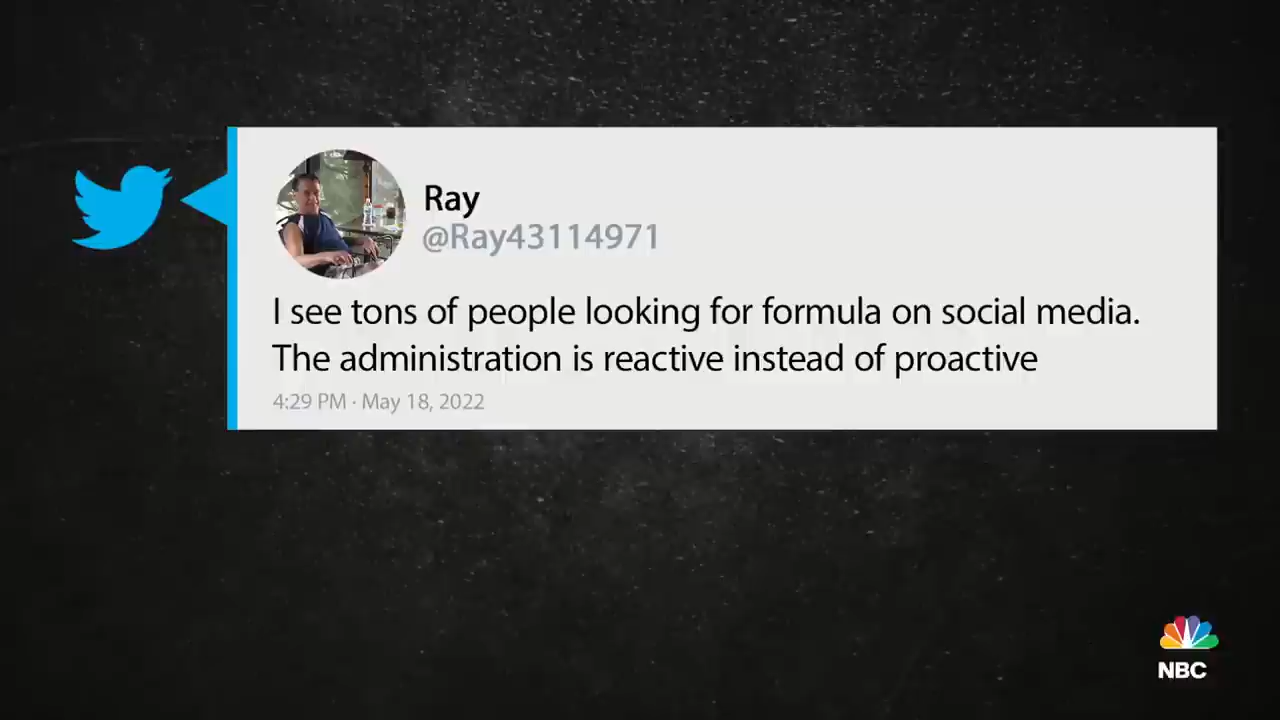 Ray
@Ray43114971
I see tons of people looking for formula on social media.
The administration is reactive instead of proactive
4:29 PM · May 18, 2022
NBC